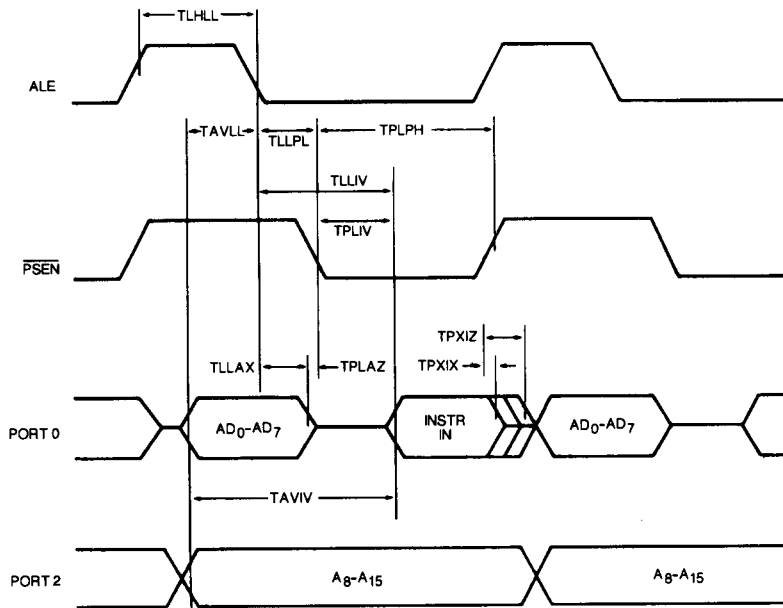 TLHLL
ALE
TAVLL
TLLPL
TPLPH
TLLIV
TPLIV
PSEN
TPXIZ
TLLAX
TPLAZ
TPXIX
PORT 0
AD0-AD7
INSTR
IN
AD0-AD7
TAVIV
PORT 2
A8-A15
A8-A15